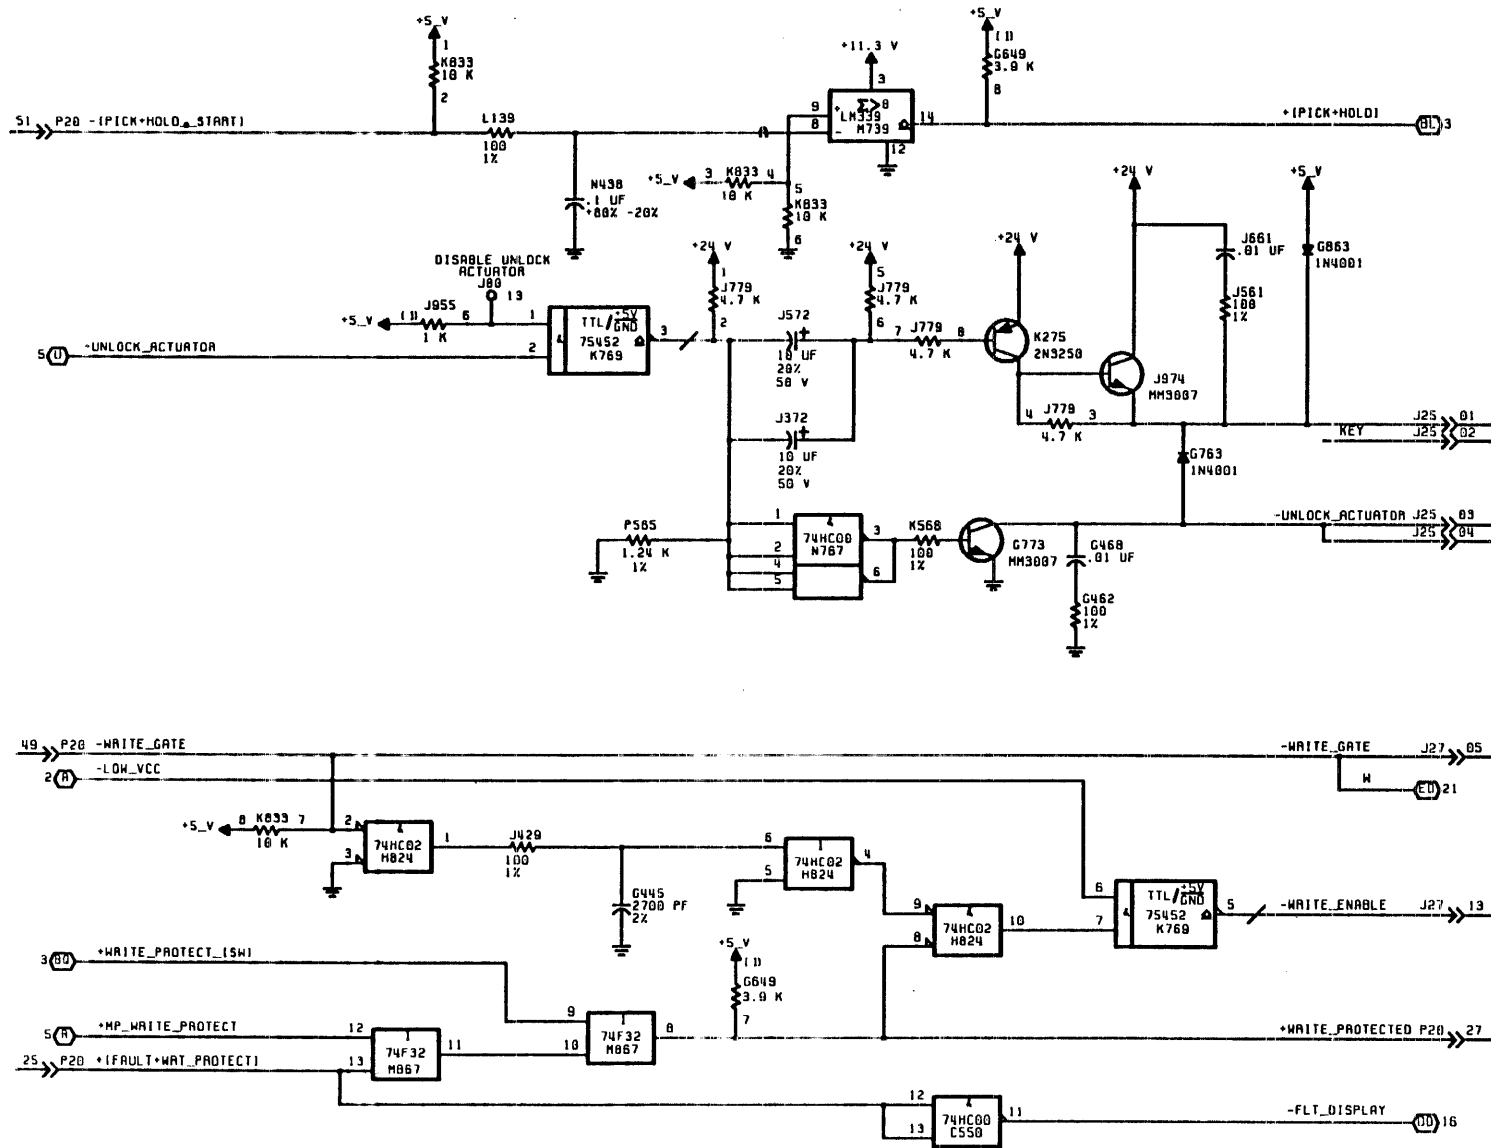 +5_V
1
K833
10 K
2
51 P20 -(PICK+HOLD_START)
L139
100
1%
N438
.1 UF
+80% -20%
+11.3 V
3
9
8
Σ>0
+
LM339
-
M739
14
12
+5_V
(1)
G649
3.9 K
8
+(PICK+HOLD)
BL 3
+5_V 3 K833 4
10 K
5
K833
10 K
6
DISABLE UNLOCK
ACTUATOR
J80
13
+5_V (1) J955 6
1 K
5 U -UNLOCK_ACTUATOR
1
2
&
TTL/+5V
GND
75452
K769
3
+24 V
1
J779
4.7 K
2
J572
+
10 UF
20%
50 V
J372
+
10 UF
20%
50 V
+24 V
5
J779
4.7 K
6
7 J779 8
4.7 K
+24 V
K275
2N3250
4 J779 3
4.7 K
+24 V
J974
MM3007
J661
.01 UF
J561
100
1%
+5_V
G863
1N4001
J25 01
KEY J25 02
G763
1N4001
-UNLOCK_ACTUATOR J25 03
J25 04
P565
1.24 K
1%
1
2
4
5
&
74HC00
N767
3
6
K568
100
1%
G773
MM3007
G468
.01 UF
G462
100
1%
49 P20 -WRITE_GATE
-WRITE_GATE J27 05
2 A -LOW_VCC
W
ED 21
+5_V 8 K833 7
10 K
2
3
&
74HC02
H824
1
J429
100
1%
G445
2700 PF
2%
6
5
1
74HC02
H824
4
9
8
&
74HC02
H824
10
6
7
&
TTL/+5V
GND
75452
K769
5
-WRITE_ENABLE J27 13
3 BQ +WRITE_PROTECT_(SW)
+5_V
(1)
G649
3.9 K
7
5 A +MP_WRITE_PROTECT
12
25 P20 +(FAULT+WRT_PROTECT)
13
1
74F32
M867
11
9
10
1
74F32
M867
8
+WRITE_PROTECTED P20 27
12
13
&
74HC00
C550
11
-FLT_DISPLAY
DD 16